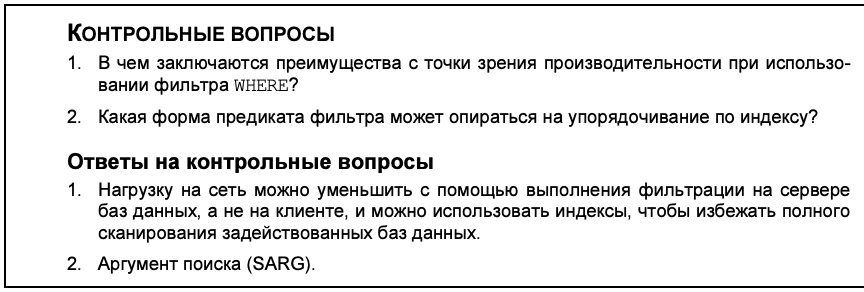 КОНТРОЛЬНЫЕ ВОПРОСЫ
1. В чем заключаются преимущества с точки зрения производительности при использо-
вании фильтра WHERE?
2. Какая форма предиката фильтра может опираться на упорядочивание по индексу?
Ответы на контрольные вопросы
1. Нагрузку на сеть можно уменьшить с помощью выполнения фильтрации на сервере
баз данных, а не на клиенте, и можно использовать индексы, чтобы избежать полного
сканирования задействованных баз данных.
2. Аргумент поиска (SARG).